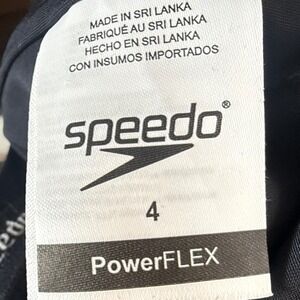 MADE IN SRI LANKA
FABRIQUÉ AU SRI LANKA
HECHO EN SRI LANKA
CON INSUMOS IMPORTADOS
speedo®
4
PowerFLEX